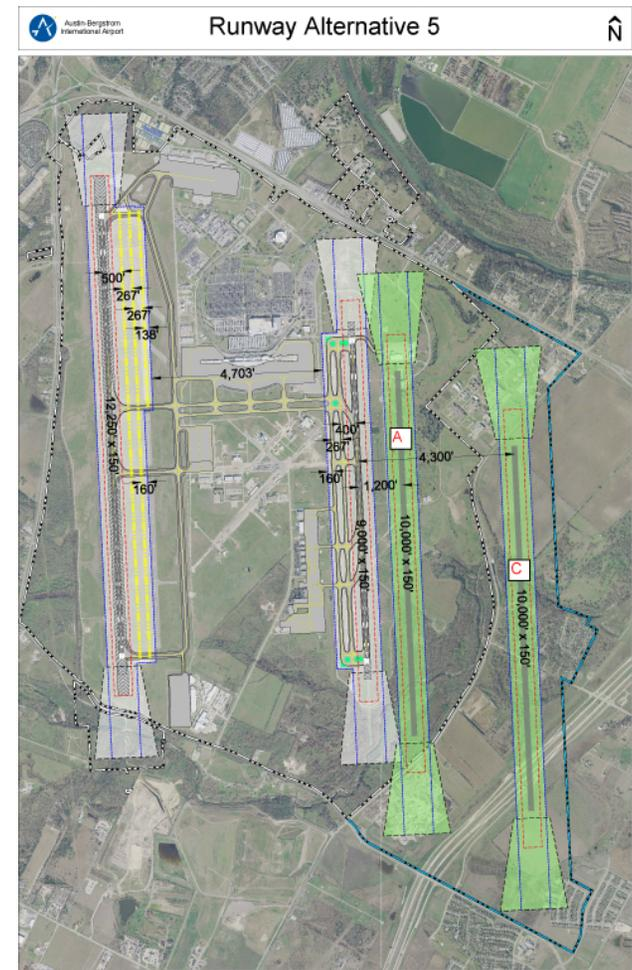 Austin-Bergstrom
International Airport
Runway Alternative 5
N
500'
267'
267'
138'
4,703'
12,250' x 150'
400'
267'
A
4,300'
160'
160'
1,200'
9,000' x 150'
10,000' x 150'
C
10,000' x 150'